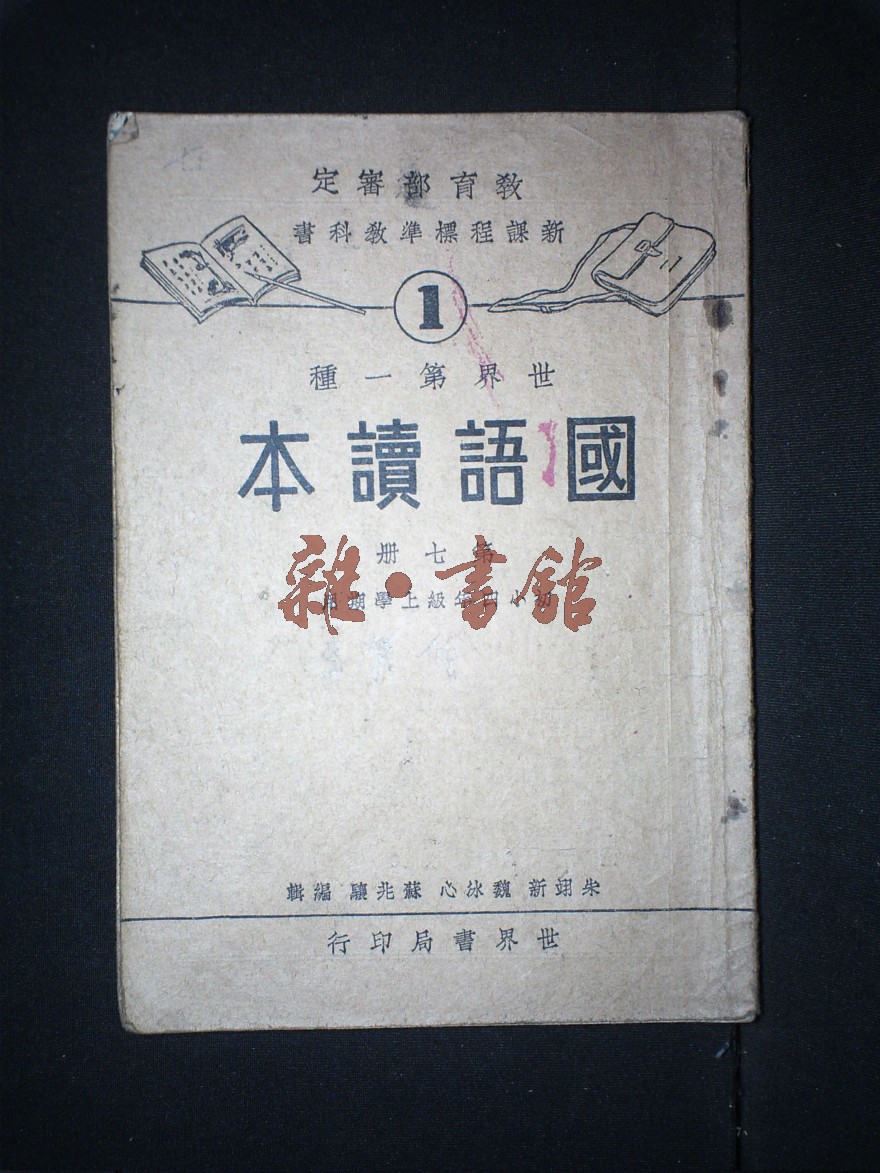 教育部審定
新課程標準教科書
1
世界第一種
國語讀本
第七册
初小四年級上學期用
雜·書館
朱翊新 魏冰心 蘇兆驤 編輯
世界書局印行